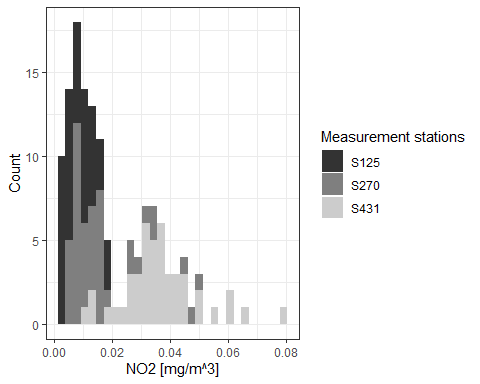 15
10
5
0
Count
0.00 0.02 0.04 0.06 0.08
NO2 [mg/m^3]
Measurement stations
S125
S270
S431